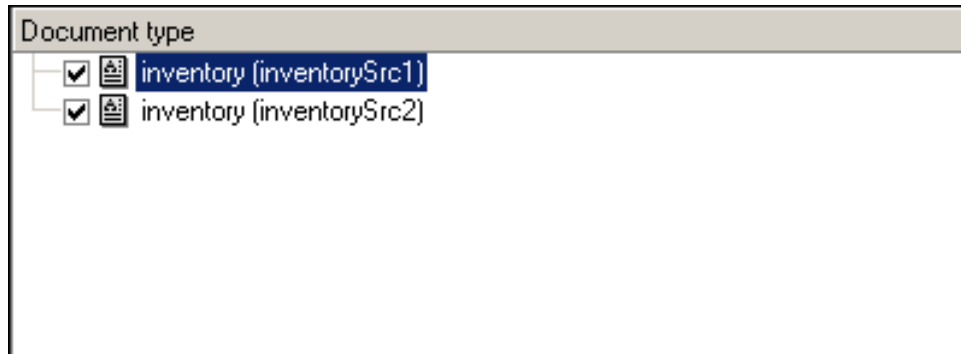 Document type
inventory (inventorySrc1)
inventory (inventorySrc2)